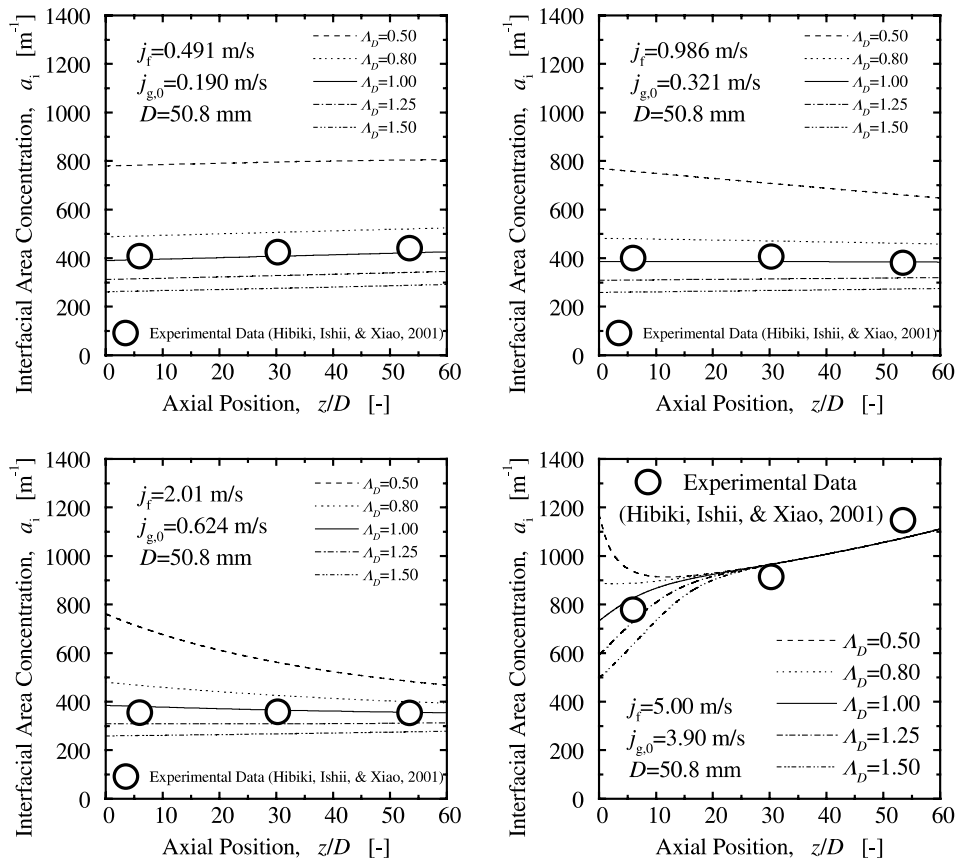 1400
1200
1000
800
600
400
200
0
Interfacial Area Concentration, a_i [m^-1]
j_f=0.491 m/s
j_g,0=0.190 m/s
D=50.8 mm
Λ_D=0.50
Λ_D=0.80
Λ_D=1.00
Λ_D=1.25
Λ_D=1.50
Experimental Data (Hibiki, Ishii, & Xiao, 2001)
0 10 20 30 40 50 60
Axial Position, z/D [-]
1400
1200
1000
800
600
400
200
0
Interfacial Area Concentration, a_i [m^-1]
j_f=0.986 m/s
j_g,0=0.321 m/s
D=50.8 mm
Λ_D=0.50
Λ_D=0.80
Λ_D=1.00
Λ_D=1.25
Λ_D=1.50
Experimental Data (Hibiki, Ishii, & Xiao, 2001)
0 10 20 30 40 50 60
Axial Position, z/D [-]
1400
1200
1000
800
600
400
200
0
Interfacial Area Concentration, a_i [m^-1]
j_f=2.01 m/s
j_g,0=0.624 m/s
D=50.8 mm
Λ_D=0.50
Λ_D=0.80
Λ_D=1.00
Λ_D=1.25
Λ_D=1.50
Experimental Data (Hibiki, Ishii, & Xiao, 2001)
0 10 20 30 40 50 60
Axial Position, z/D [-]
1400
1200
1000
800
600
400
200
0
Interfacial Area Concentration, a_i [m^-1]
Experimental Data
(Hibiki, Ishii, & Xiao, 2001)
j_f=5.00 m/s
j_g,0=3.90 m/s
D=50.8 mm
Λ_D=0.50
Λ_D=0.80
Λ_D=1.00
Λ_D=1.25
Λ_D=1.50
0 10 20 30 40 50 60
Axial Position, z/D [-]